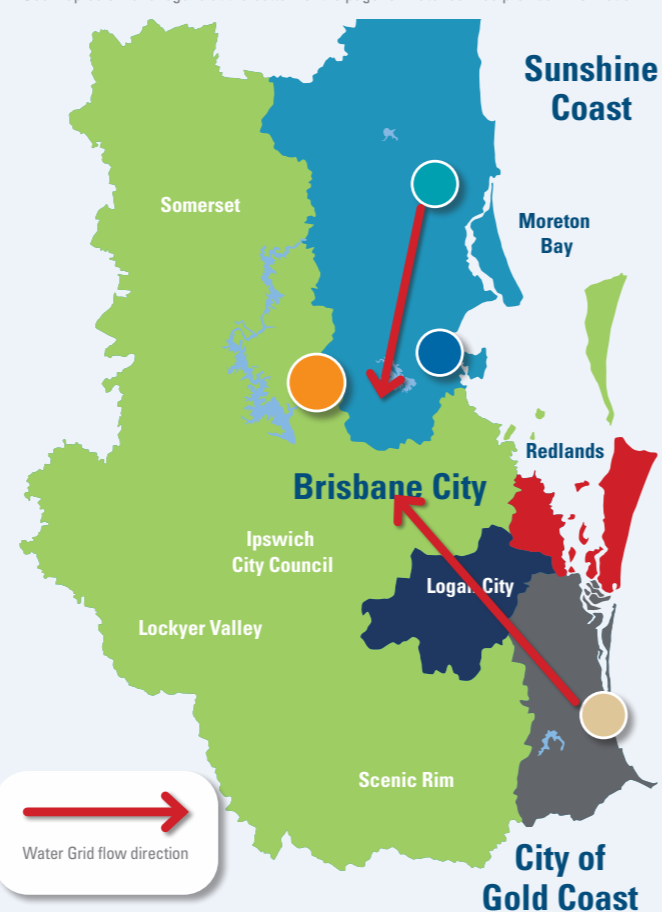 Sunshine
Coast
Somerset
Moreton
Bay
Redlands
Brisbane City
Ipswich
City Council
Logan City
Lockyer Valley
Scenic Rim
Water Grid flow direction
City of
Gold Coast